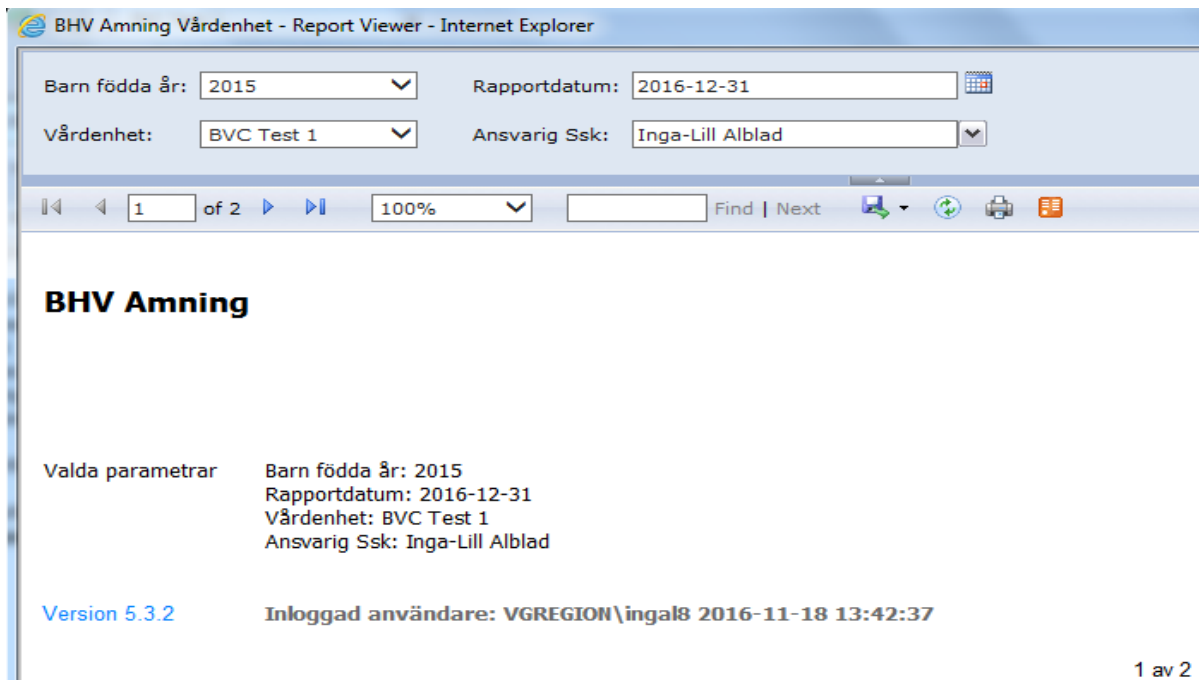 BHV Amning Vårdenhet - Report Viewer - Internet Explorer
Barn födda år: 2015 Rapportdatum: 2016-12-31
Vårdenhet: BVC Test 1 Ansvarig Ssk: Inga-Lill Alblad
1 of 2 100% Find | Next
BHV Amning
Valda parametrar Barn födda år: 2015
Rapportdatum: 2016-12-31
Vårdenhet: BVC Test 1
Ansvarig Ssk: Inga-Lill Alblad
Version 5.3.2 Inloggad användare: VGREGION\ingal8 2016-11-18 13:42:37
1 av 2